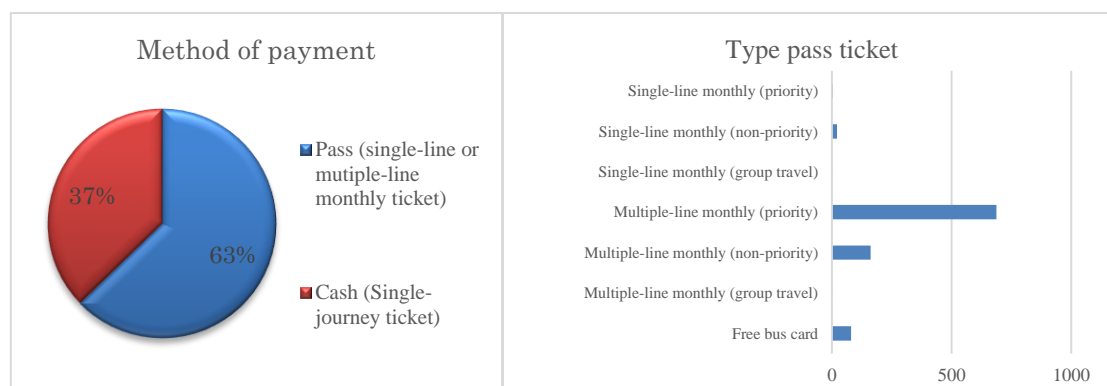 Method of payment
37%
63%
Pass (single-line or
mutiple-line
monthly ticket)
Cash (Single-
journey ticket)
Type pass ticket
Single-line monthly (priority)
Single-line monthly (non-priority)
Single-line monthly (group travel)
Multiple-line monthly (priority)
Multiple-line monthly (non-priority)
Multiple-line monthly (group travel)
Free bus card
0 500 1000